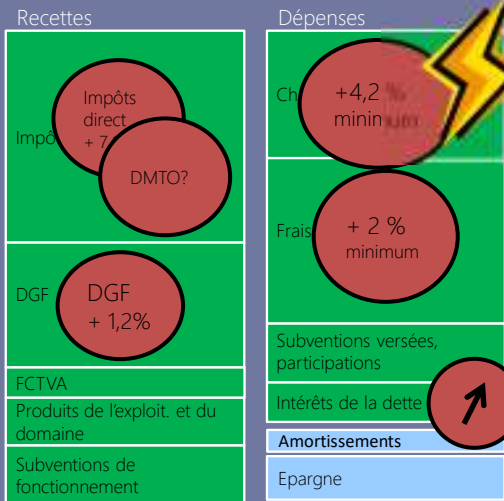 Recettes
Impôts
direct
+ 7
DMTO?
DGF
DGF
+ 1,2%
FCTVA
Produits de l'exploit. et du
domaine
Subventions de
fonctionnement
Dépenses
+4,2 %
minimum
Frais
+ 2 %
minimum
Subventions versées,
participations
Intérêts de la dette
Amortissements
Epargne